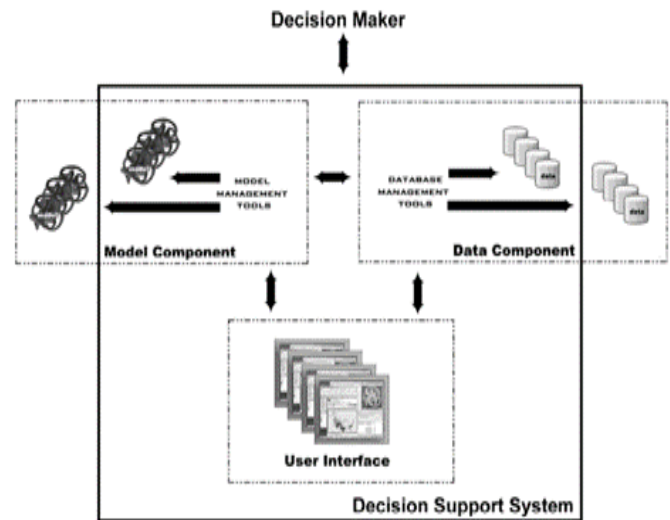 Decision Maker
MODEL
MANAGEMENT
TOOLS
DATABASE
MANAGEMENT
TOOLS
data
data
Model Component
Data Component
User Interface
Decision Support System